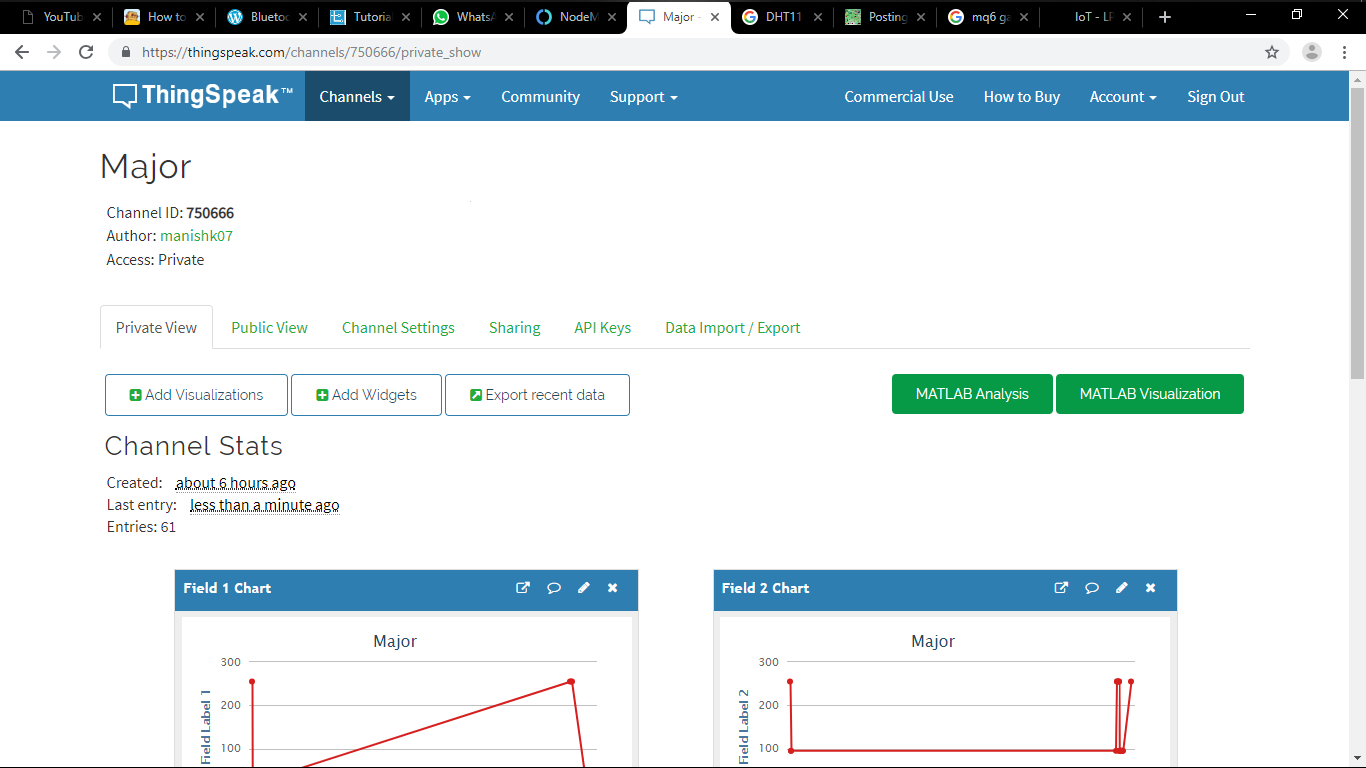 YouTub How to Bluetoc Tutoria WhatsA NodeM Major - DHT11 Posting mq6 ga IoT - LF
https://thingspeak.com/channels/750666/private_show
ThingSpeak™ Channels Apps Community Support Commercial Use How to Buy Account Sign Out
Major
Channel ID: 750666
Author: manishk07
Access: Private
Private View Public View Channel Settings Sharing API Keys Data Import / Export
Add Visualizations Add Widgets Export recent data MATLAB Analysis MATLAB Visualization
Channel Stats
Created: about 6 hours ago
Last entry: less than a minute ago
Entries: 61
Field 1 Chart Field 2 Chart
Major Major
300 300
200 200
100 100
Field Label 1 Field Label 2